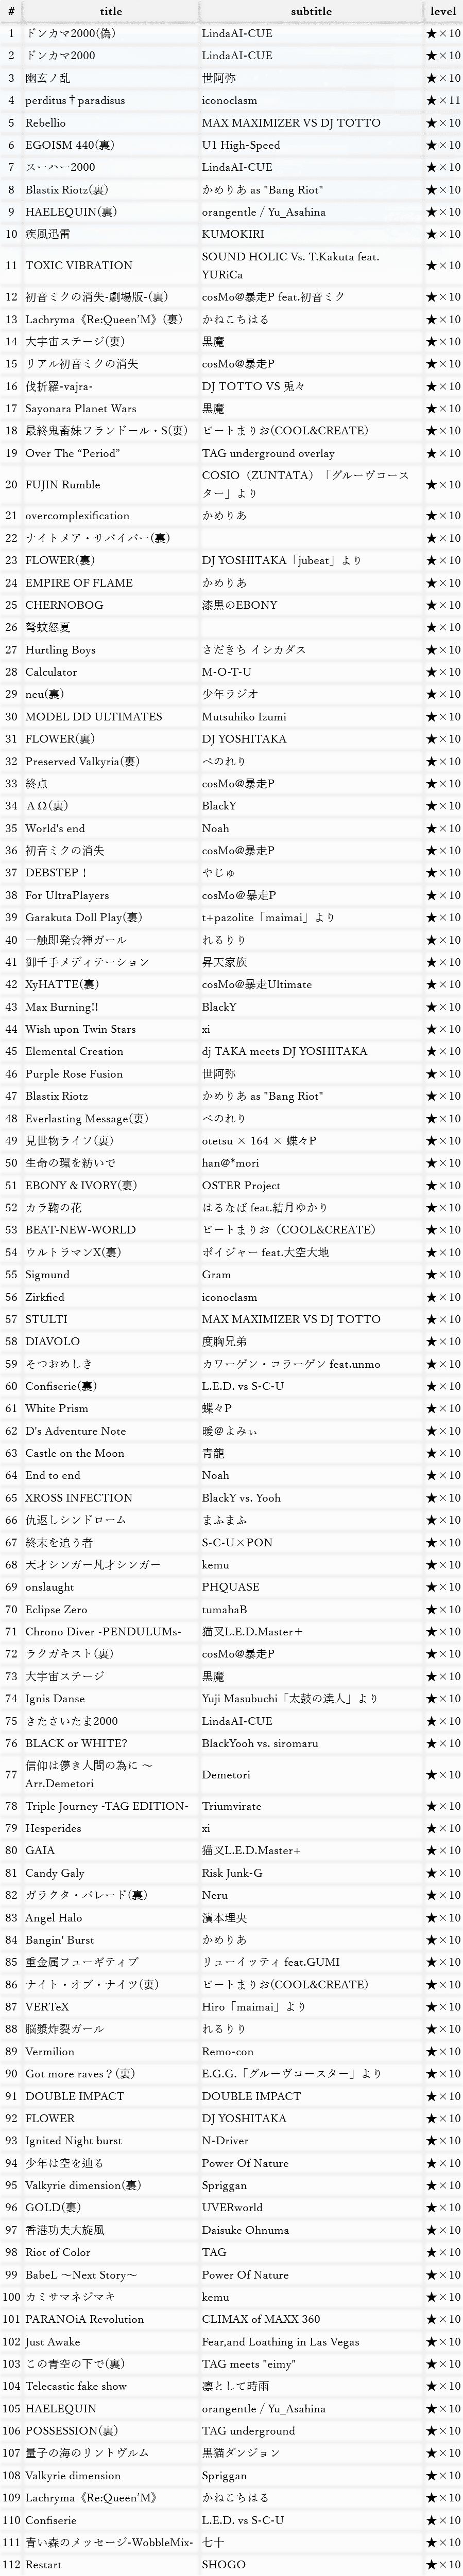 # title subtitle level
1 ドンカマ2000(偽) LindaAI-CUE ★×10
2 ドンカマ2000 LindaAI-CUE ★×10
3 幽玄ノ乱 世阿弥 ★×10
4 perditus†paradisus iconoclasm ★×11
5 Rebellio MAX MAXIMIZER VS DJ TOTTO ★×10
6 EGOISM 440(裏) U1 High-Speed ★×10
7 スーハー2000 LindaAI-CUE ★×10
8 Blastix Riotz(裏) かめりあ as "Bang Riot" ★×10
9 HAELEQUIN(裏) orangentle / Yu_Asahina ★×10
10 疾風迅雷 KUMOKIRI ★×10
11 TOXIC VIBRATION SOUND HOLIC Vs. T.Kakuta feat.
YURiCa ★×10
12 初音ミクの消失-劇場版-(裏) cosMo@暴走P feat.初音ミク ★×10
13 Lachryma《Re:Queen'M》(裏) かねこちはる ★×10
14 大宇宙ステージ(裏) 黒魔 ★×10
15 リアル初音ミクの消失 cosMo@暴走P ★×10
16 伐折羅-vajra- DJ TOTTO VS 兎々 ★×10
17 Sayonara Planet Wars 黒魔 ★×10
18 最終鬼畜妹フランドール・S(裏) ビートまりお(COOL&CREATE) ★×10
19 Over The “Period” TAG underground overlay ★×10
20 FUJIN Rumble COSIO（ZUNTATA）「グルーヴコース
ター」より ★×10
21 overcomplexification かめりあ ★×10
22 ナイトメア・サバイバー(裏) ★×10
23 FLOWER(裏) DJ YOSHITAKA「jubeat」より ★×10
24 EMPIRE OF FLAME かめりあ ★×10
25 CHERNOBOG 漆黒のEBONY ★×10
26 弩蚊怒夏 ★×10
27 Hurtling Boys さだきち イシカダス ★×10
28 Calculator M-O-T-U ★×10
29 neu(裏) 少年ラジオ ★×10
30 MODEL DD ULTIMATES Mutsuhiko Izumi ★×10
31 FLOWER(裏) DJ YOSHITAKA ★×10
32 Preserved Valkyria(裏) ぺのれり ★×10
33 終点 cosMo@暴走P ★×10
34 ΑΩ(裏) BlackY ★×10
35 World's end Noah ★×10
36 初音ミクの消失 cosMo@暴走P ★×10
37 DEBSTEP！ やじゅ ★×10
38 For UltraPlayers cosMo@暴走P ★×10
39 Garakuta Doll Play(裏) t+pazolite「maimai」より ★×10
40 一触即発☆禅ガール れるりり ★×10
41 御千手メディテーション 昇天家族 ★×10
42 XyHATTE(裏) cosMo@暴走Ultimate ★×10
43 Max Burning!! BlackY ★×10
44 Wish upon Twin Stars xi ★×10
45 Elemental Creation dj TAKA meets DJ YOSHITAKA ★×10
46 Purple Rose Fusion 世阿弥 ★×10
47 Blastix Riotz かめりあ as "Bang Riot" ★×10
48 Everlasting Message(裏) ぺのれり ★×10
49 見世物ライフ(裏) otetsu × 164 × 蝶々P ★×10
50 生命の環を紡いで han@*mori ★×10
51 EBONY & IVORY(裏) OSTER Project ★×10
52 カラ鞠の花 はるなば feat.結月ゆかり ★×10
53 BEAT-NEW-WORLD ビートまりお（COOL&CREATE） ★×10
54 ウルトラマンX(裏) ボイジャー feat.大空大地 ★×10
55 Sigmund Gram ★×10
56 Zirkfied iconoclasm ★×10
57 STULTI MAX MAXIMIZER VS DJ TOTTO ★×10
58 DIAVOLO 度胸兄弟 ★×10
59 そつおめしき カワーゲン・コラーゲン feat.unmo ★×10
60 Confiserie(裏) L.E.D. vs S-C-U ★×10
61 White Prism 蝶々P ★×10
62 D's Adventure Note 暖@よみぃ ★×10
63 Castle on the Moon 青龍 ★×10
64 End to end Noah ★×10
65 XROSS INFECTION BlackY vs. Yooh ★×10
66 仇返しシンドローム まふまふ ★×10
67 終末を追う者 S-C-U×PON ★×10
68 天才シンガー凡才シンガー kemu ★×10
69 onslaught PHQUASE ★×10
70 Eclipse Zero tumahaB ★×10
71 Chrono Diver -PENDULUMs- 猫叉L.E.D.Master＋ ★×10
72 ラクガキスト(裏) cosMo@暴走P ★×10
73 大宇宙ステージ 黒魔 ★×10
74 Ignis Danse Yuji Masubuchi「太鼓の達人」より ★×10
75 きたさいたま2000 LindaAI-CUE ★×10
76 BLACK or WHITE? BlackYooh vs. siromaru ★×10
77 信仰は儚き人間の為に ～
Arr.Demetori Demetori ★×10
78 Triple Journey -TAG EDITION- Triumvirate ★×10
79 Hesperides xi ★×10
80 GAIA 猫叉L.E.D.Master+ ★×10
81 Candy Galy Risk Junk-G ★×10
82 ガラクタ・パレード(裏) Neru ★×10
83 Angel Halo 濱本理央 ★×10
84 Bangin' Burst かめりあ ★×10
85 重金属フューギティブ リューイッティ feat.GUMI ★×10
86 ナイト・オブ・ナイツ(裏) ビートまりお(COOL&CREATE) ★×10
87 VERTeX Hiro「maimai」より ★×10
88 脳漿炸裂ガール れるりり ★×10
89 Vermilion Remo-con ★×10
90 Got more raves？(裏) E.G.G.「グルーヴコースター」より ★×10
91 DOUBLE IMPACT DOUBLE IMPACT ★×10
92 FLOWER DJ YOSHITAKA ★×10
93 Ignited Night burst N-Driver ★×10
94 少年は空を辿る Power Of Nature ★×10
95 Valkyrie dimension(裏) Spriggan ★×10
96 GOLD(裏) UVERworld ★×10
97 香港功夫大旋風 Daisuke Ohnuma ★×10
98 Riot of Color TAG ★×10
99 BabeL ～Next Story～ Power Of Nature ★×10
100 カミサマネジマキ kemu ★×10
101 PARANOiA Revolution CLIMAX of MAXX 360 ★×10
102 Just Awake Fear,and Loathing in Las Vegas ★×10
103 この青空の下で(裏) TAG meets "eimy" ★×10
104 Telecastic fake show 凛として時雨 ★×10
105 HAELEQUIN orangentle / Yu_Asahina ★×10
106 POSSESSION(裏) TAG underground ★×10
107 量子の海のリントヴルム 黒猫ダンジョン ★×10
108 Valkyrie dimension Spriggan ★×10
109 Lachryma《Re:Queen'M》 かねこちはる ★×10
110 Confiserie L.E.D. vs S-C-U ★×10
111 青い森のメッセージ-WobbleMix- 七十 ★×10
112 Restart SHOGO ★×10